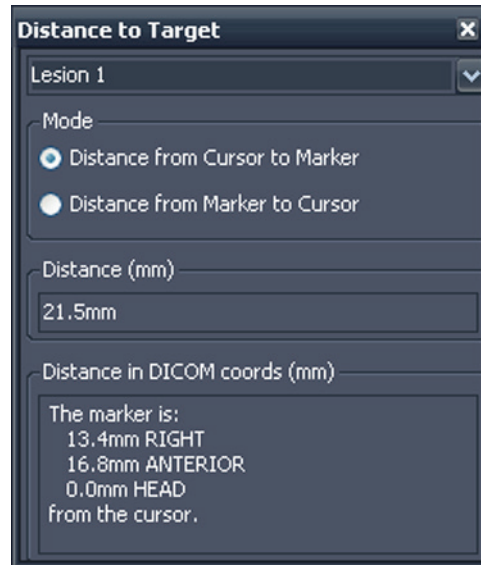 Distance to Target
Lesion 1
Mode
Distance from Cursor to Marker
Distance from Marker to Cursor
Distance (mm)
21.5mm
Distance in DICOM coords (mm)
The marker is:
13.4mm RIGHT
16.8mm ANTERIOR
0.0mm HEAD
from the cursor.